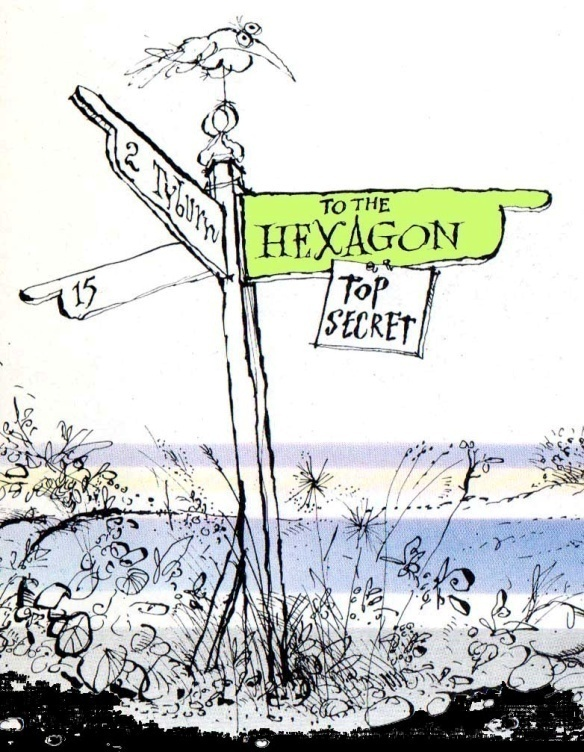 2 Tyburn
TO THE
HEXAGON
TOP
SECRET
15